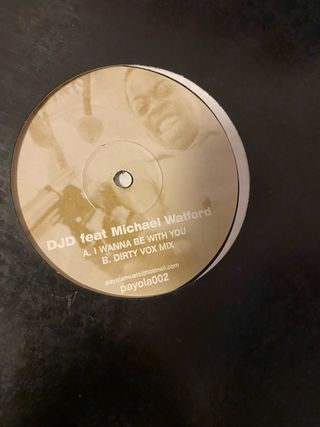 DJD feat Michael Watford
A. I WANNA BE WITH YOU
B. DIRTY VOX MIX
payolamusic@hotmail.com
payola002